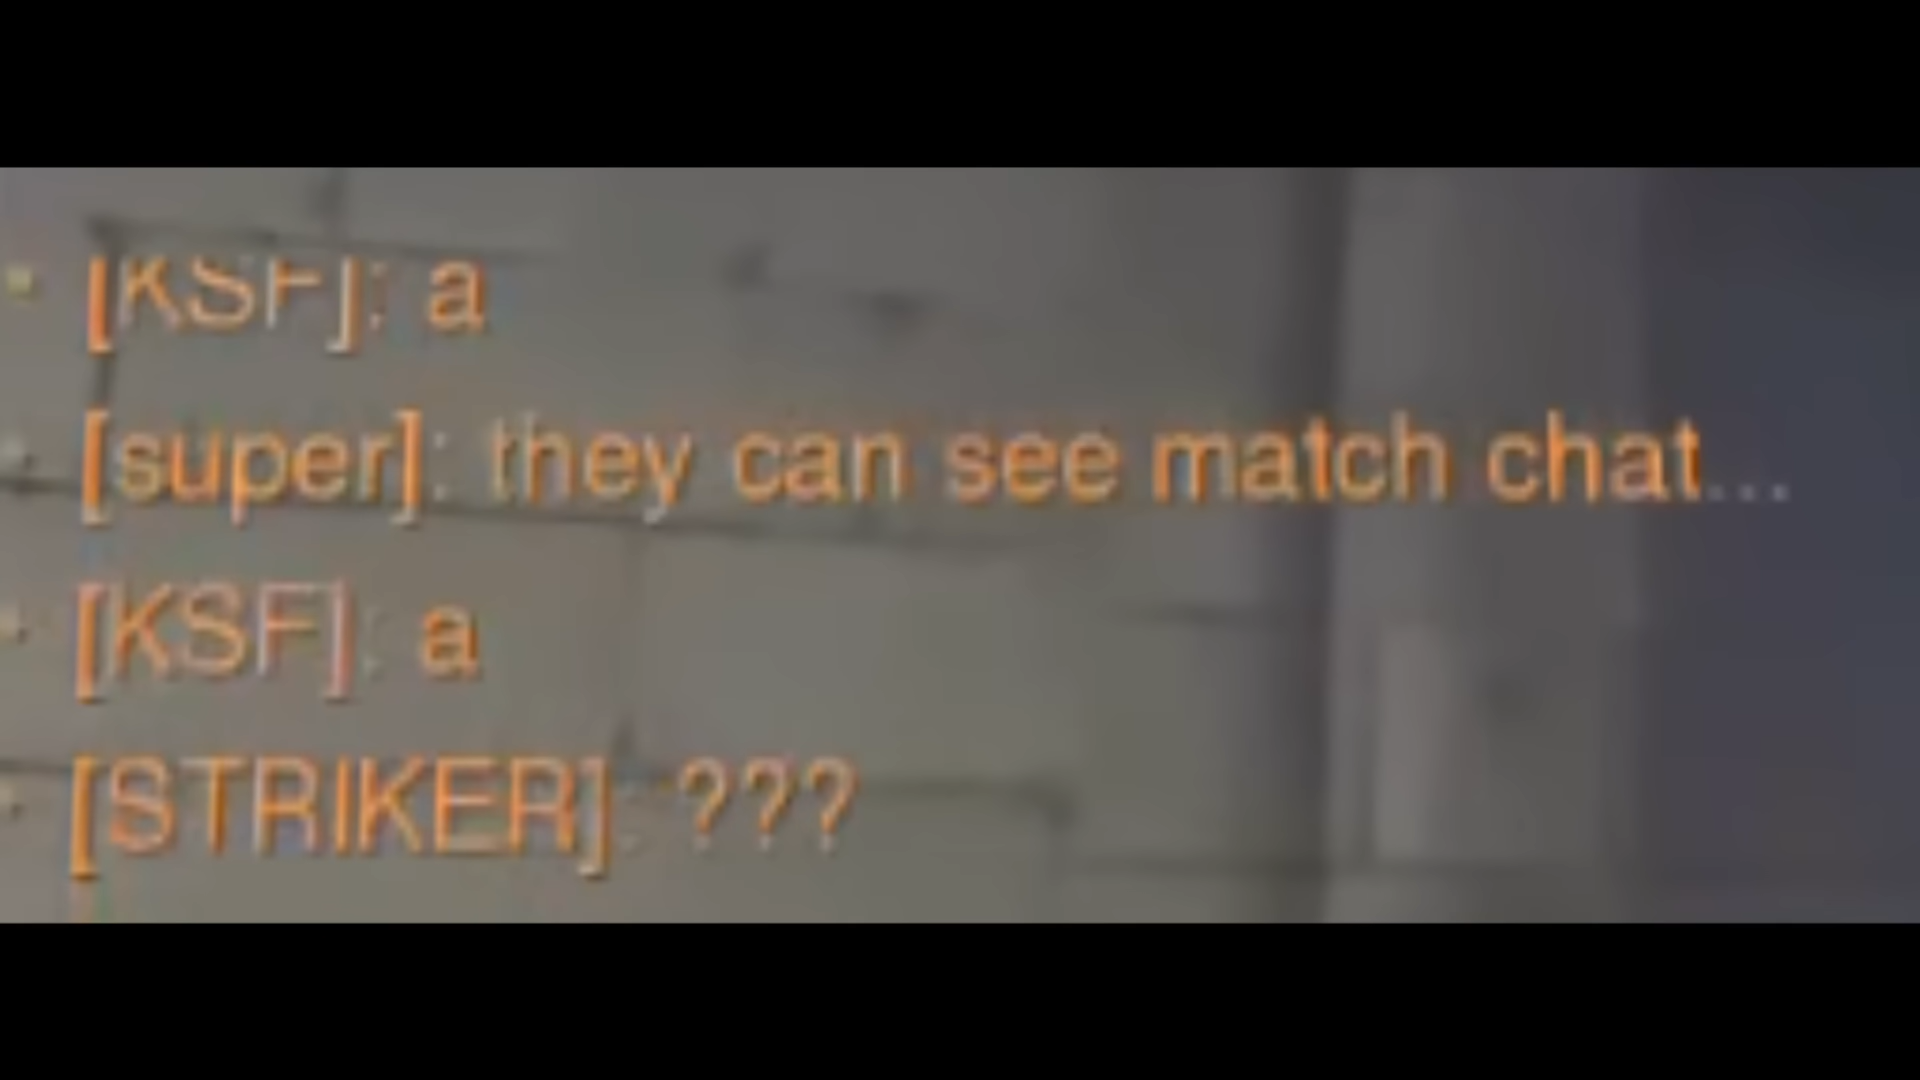 [KSF]: a
[super]: they can see match chat...
[KSF]: a
[STRIKER]: ???